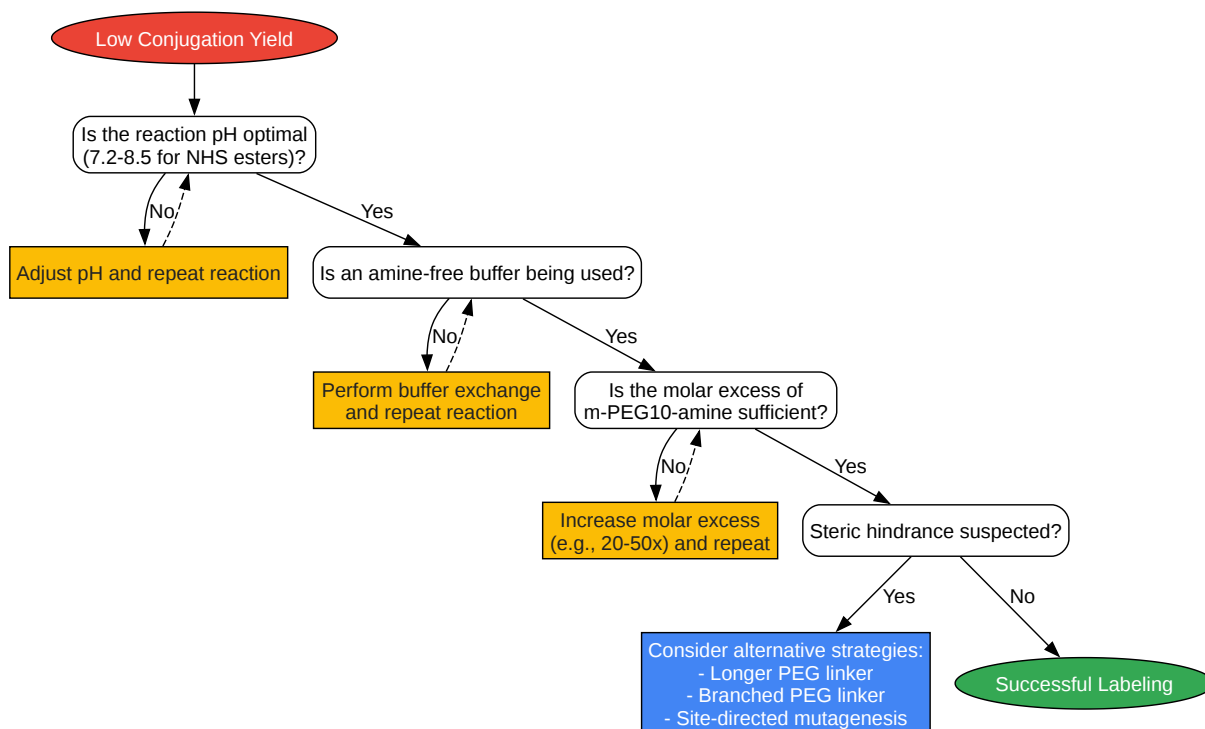 Low Conjugation Yield
Is the reaction pH optimal
(7.2-8.5 for NHS esters)?
No
Yes
Adjust pH and repeat reaction
Is an amine-free buffer being used?
No
Yes
Perform buffer exchange
and repeat reaction
Is the molar excess of
m-PEG10-amine sufficient?
No
Yes
Increase molar excess
(e.g., 20-50x) and repeat
Steric hindrance suspected?
Yes
No
Consider alternative strategies:
- Longer PEG linker
- Branched PEG linker
- Site-directed mutagenesis
Successful Labeling